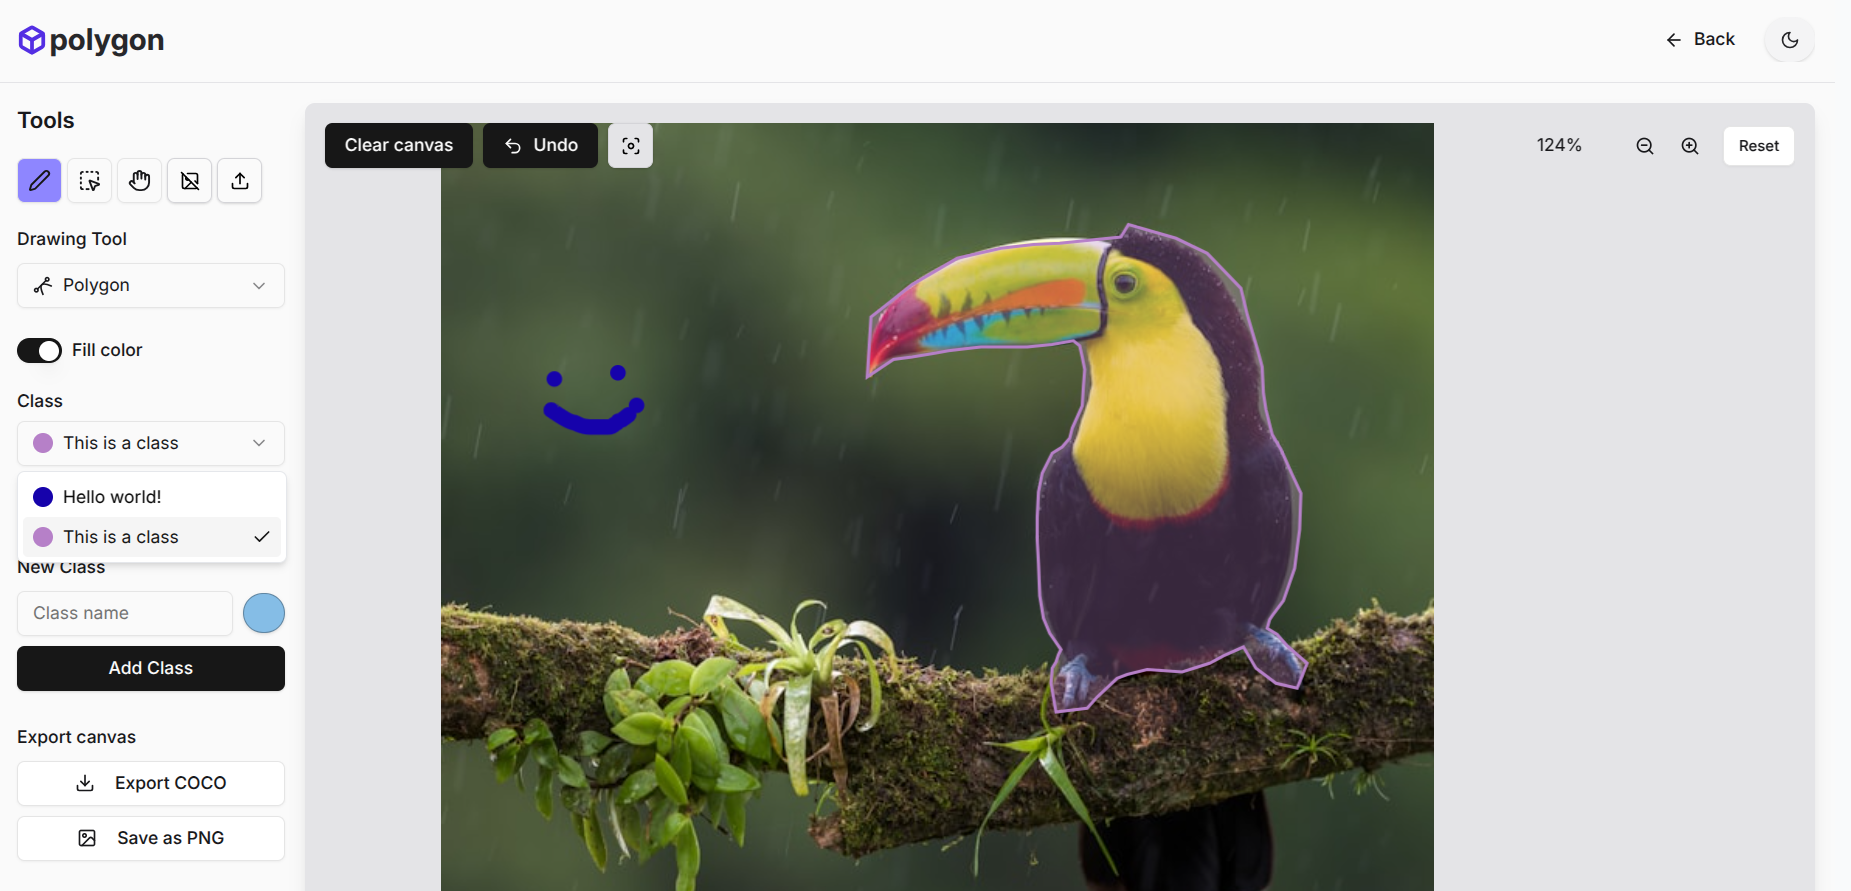 polygon
Back
Tools
Clear canvas
Undo
124%
Reset
Drawing Tool
Polygon
Fill color
Class
This is a class
Hello world!
This is a class
New Class
Class name
Add Class
Export canvas
Export COCO
Save as PNG